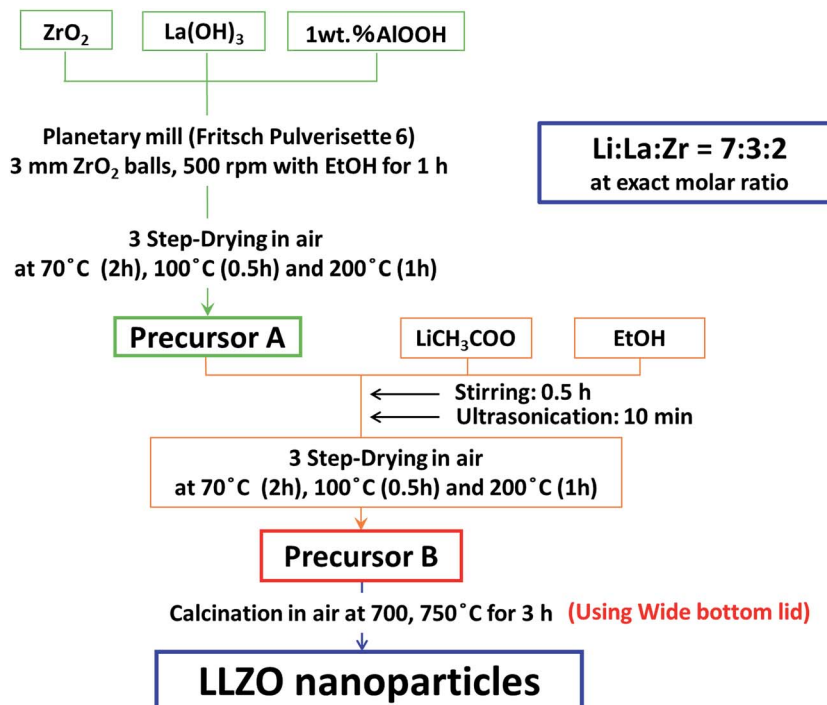 ZrO₂
La(OH)₃
1wt.%AlOOH
Planetary mill (Fritsch Pulverisette 6)
3 mm ZrO₂ balls, 500 rpm with EtOH for 1 h
Li:La:Zr = 7:3:2
at exact molar ratio
3 Step-Drying in air
at 70˚C (2h), 100˚C (0.5h) and 200˚C (1h)
Precursor A
LiCH₃COO
EtOH
Stirring: 0.5 h
Ultrasonication: 10 min
3 Step-Drying in air
at 70˚C (2h), 100˚C (0.5h) and 200˚C (1h)
Precursor B
Calcination in air at 700, 750˚C for 3 h (Using Wide bottom lid)
LLZO nanoparticles